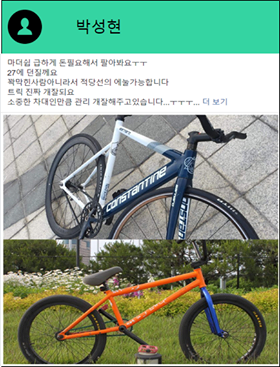 박성현
마더쉽 급하게 돈필요해서 팔아봐요ㅜㅜ
27에 던질께요
꽉막힌사람아니라서 적당선의 에눌가능합니다
트릭 진짜 개잘되요
소중한 차대인만큼 관리 개잘해주고있습니다...ㅜㅜㅜ... 더 보기
CONSTANTINE